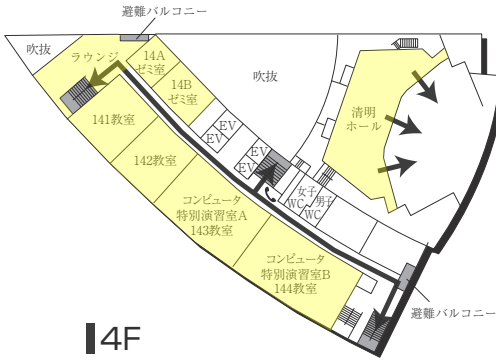 避難バルコニー
吹抜
ラウンジ
14A
ゼミ室
14B
ゼミ室
吹抜
清明
ホール
141教室
142教室
EV
EV
EV
EV
女子
WC
男子
WC
コンピュータ
特別演習室A
143教室
コンピュータ
特別演習室B
144教室
避難バルコニー
4F